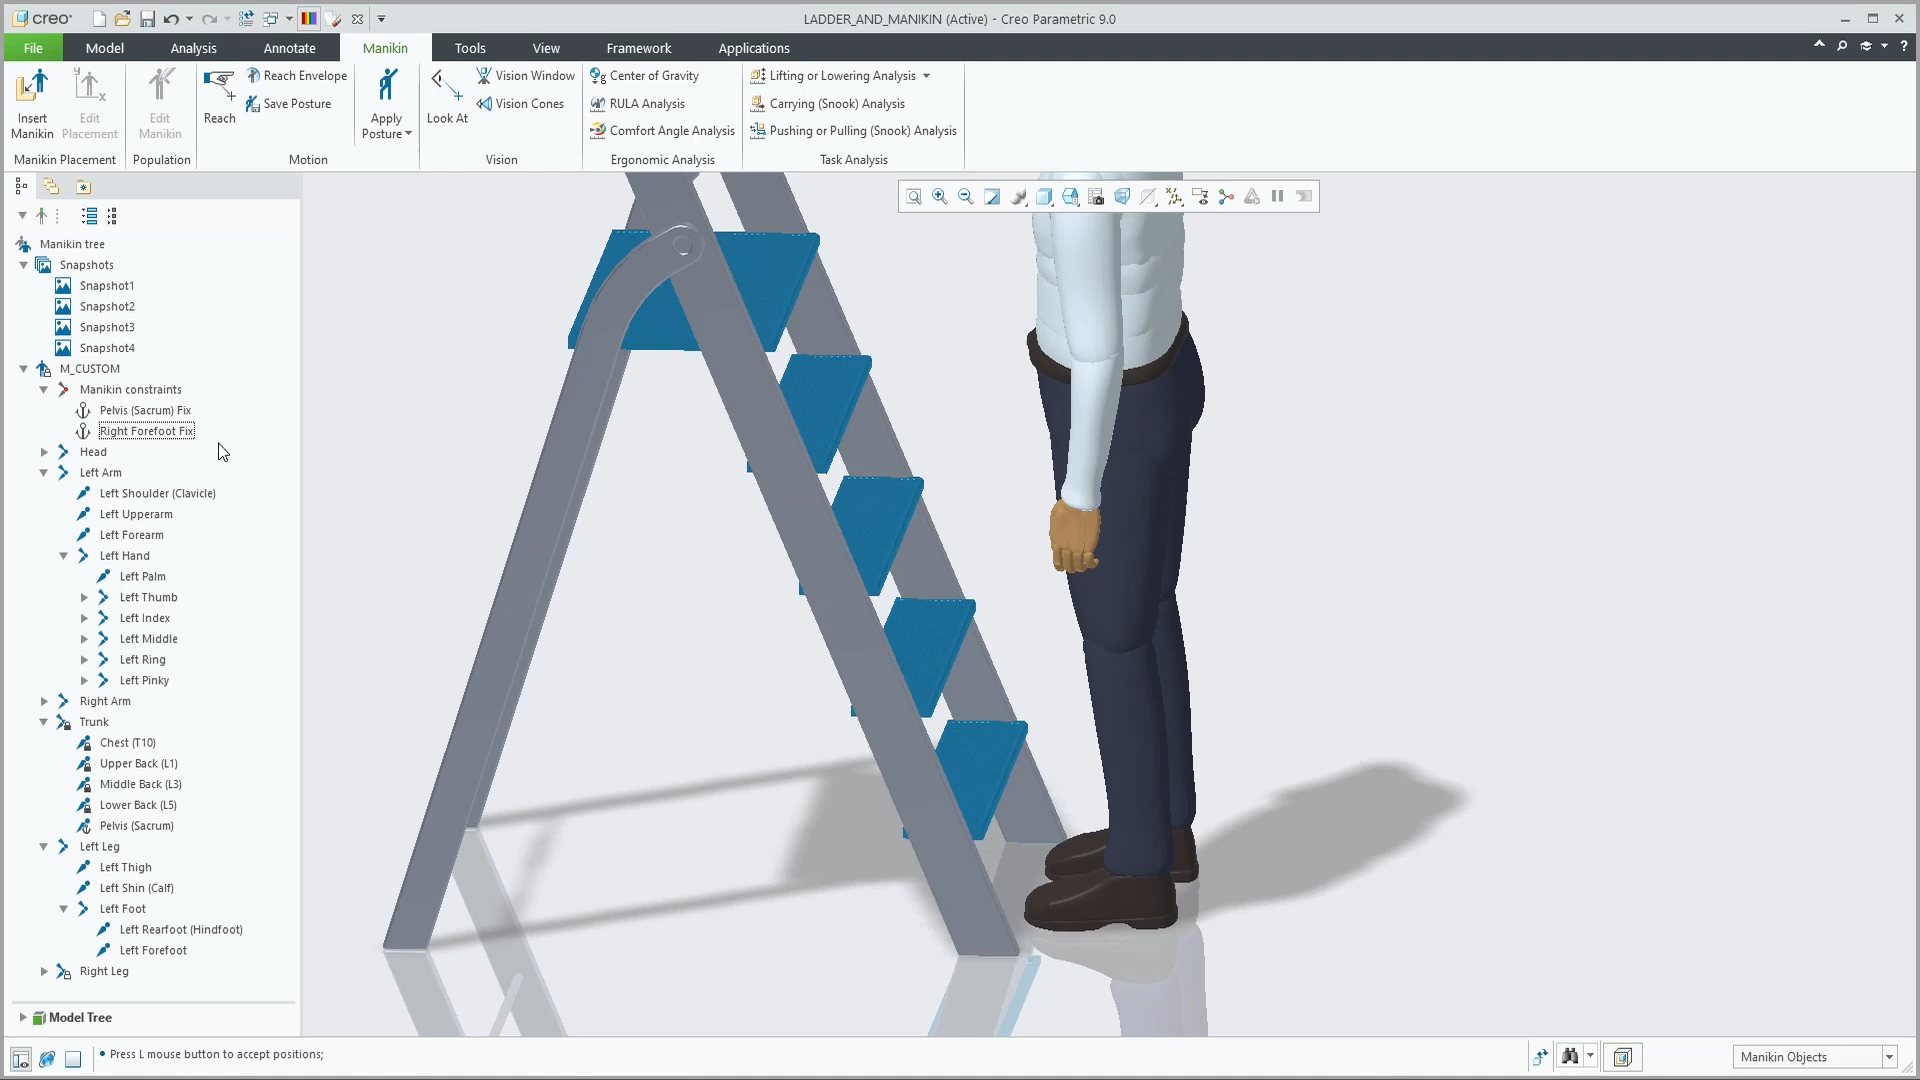 creo
LADDER_AND_MANIKIN (Active) - Creo Parametric 9.0
File Model Analysis Annotate Manikin Tools View Framework Applications
Insert Manikin
Edit Placement
Manikin Placement
Edit Manikin
Population
Reach
Reach Envelope
Save Posture
Motion
Apply Posture
Look At
Vision Window
Vision Cones
Vision
Center of Gravity
RULA Analysis
Comfort Angle Analysis
Ergonomic Analysis
Lifting or Lowering Analysis
Carrying (Snook) Analysis
Pushing or Pulling (Snook) Analysis
Task Analysis
Manikin tree
Snapshots
Snapshot1
Snapshot2
Snapshot3
Snapshot4
M_CUSTOM
Manikin constraints
Pelvis (Sacrum) Fix
Right Forefoot Fix
Head
Left Arm
Left Shoulder (Clavicle)
Left Upperarm
Left Forearm
Left Hand
Left Palm
Left Thumb
Left Index
Left Middle
Left Ring
Left Pinky
Right Arm
Trunk
Chest (T10)
Upper Back (L1)
Middle Back (L3)
Lower Back (L5)
Pelvis (Sacrum)
Left Leg
Left Thigh
Left Shin (Calf)
Left Foot
Left Rearfoot (Hindfoot)
Left Forefoot
Right Leg
Model Tree
• Press L mouse button to accept positions;
Manikin Objects